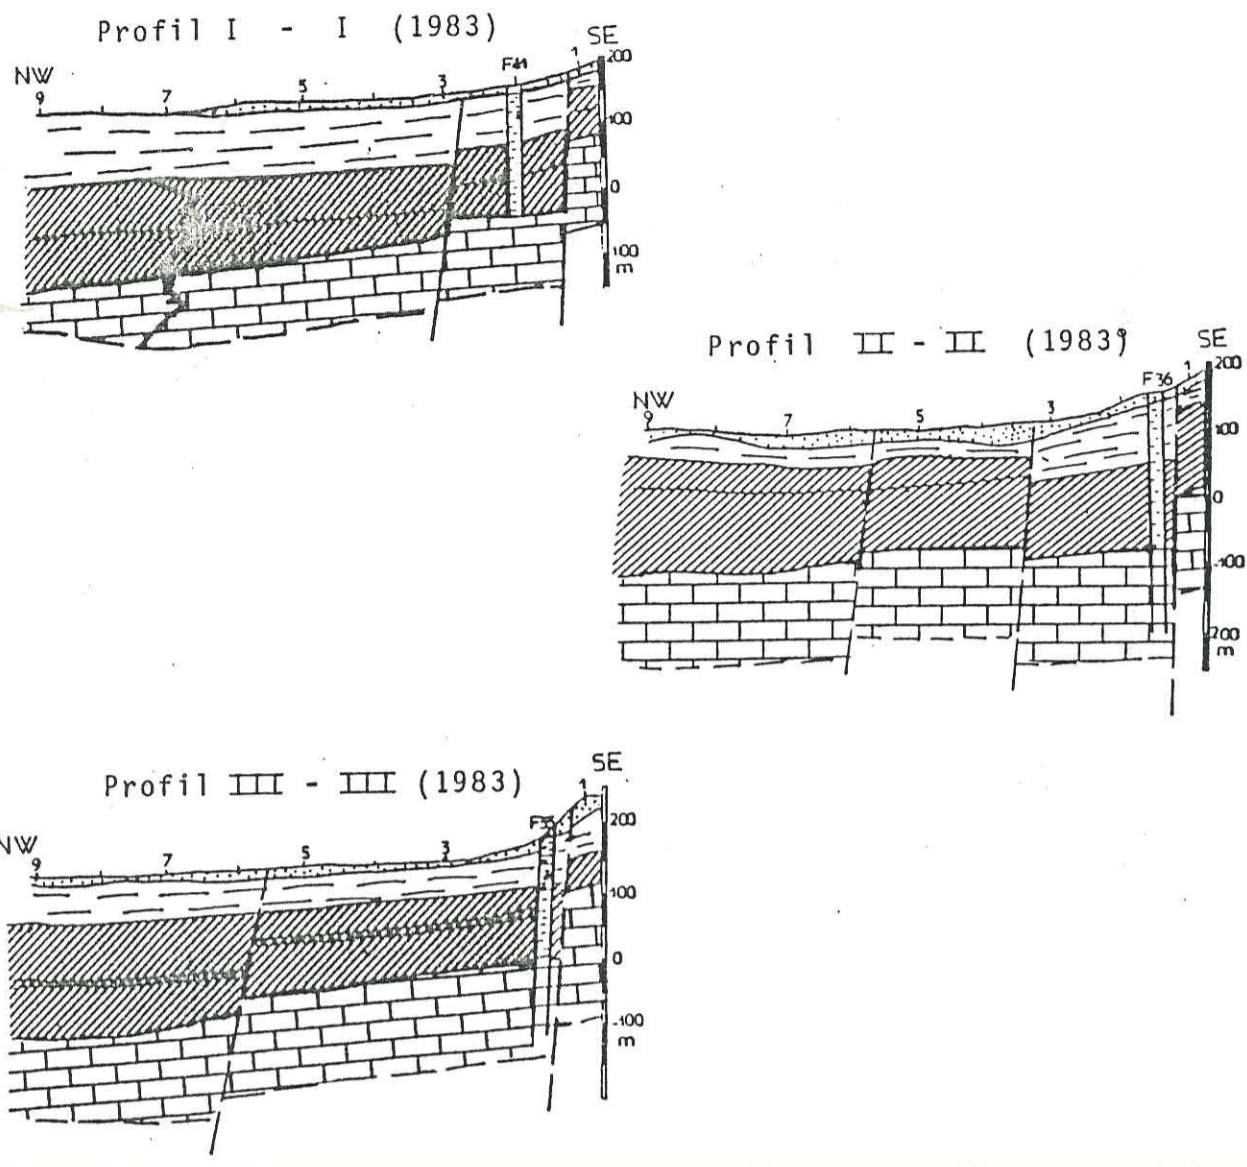 Profil I - I (1983)
SE
NW
9 7 5 3 F41 1
200
100
0
100
m
Profil II - II (1983)
SE
NW
9 7 5 3 F36 1
200
100
0
-100
200
m
Profil III - III (1983)
SE
NW
9 7 5 3 1
200
100
0
-100
m